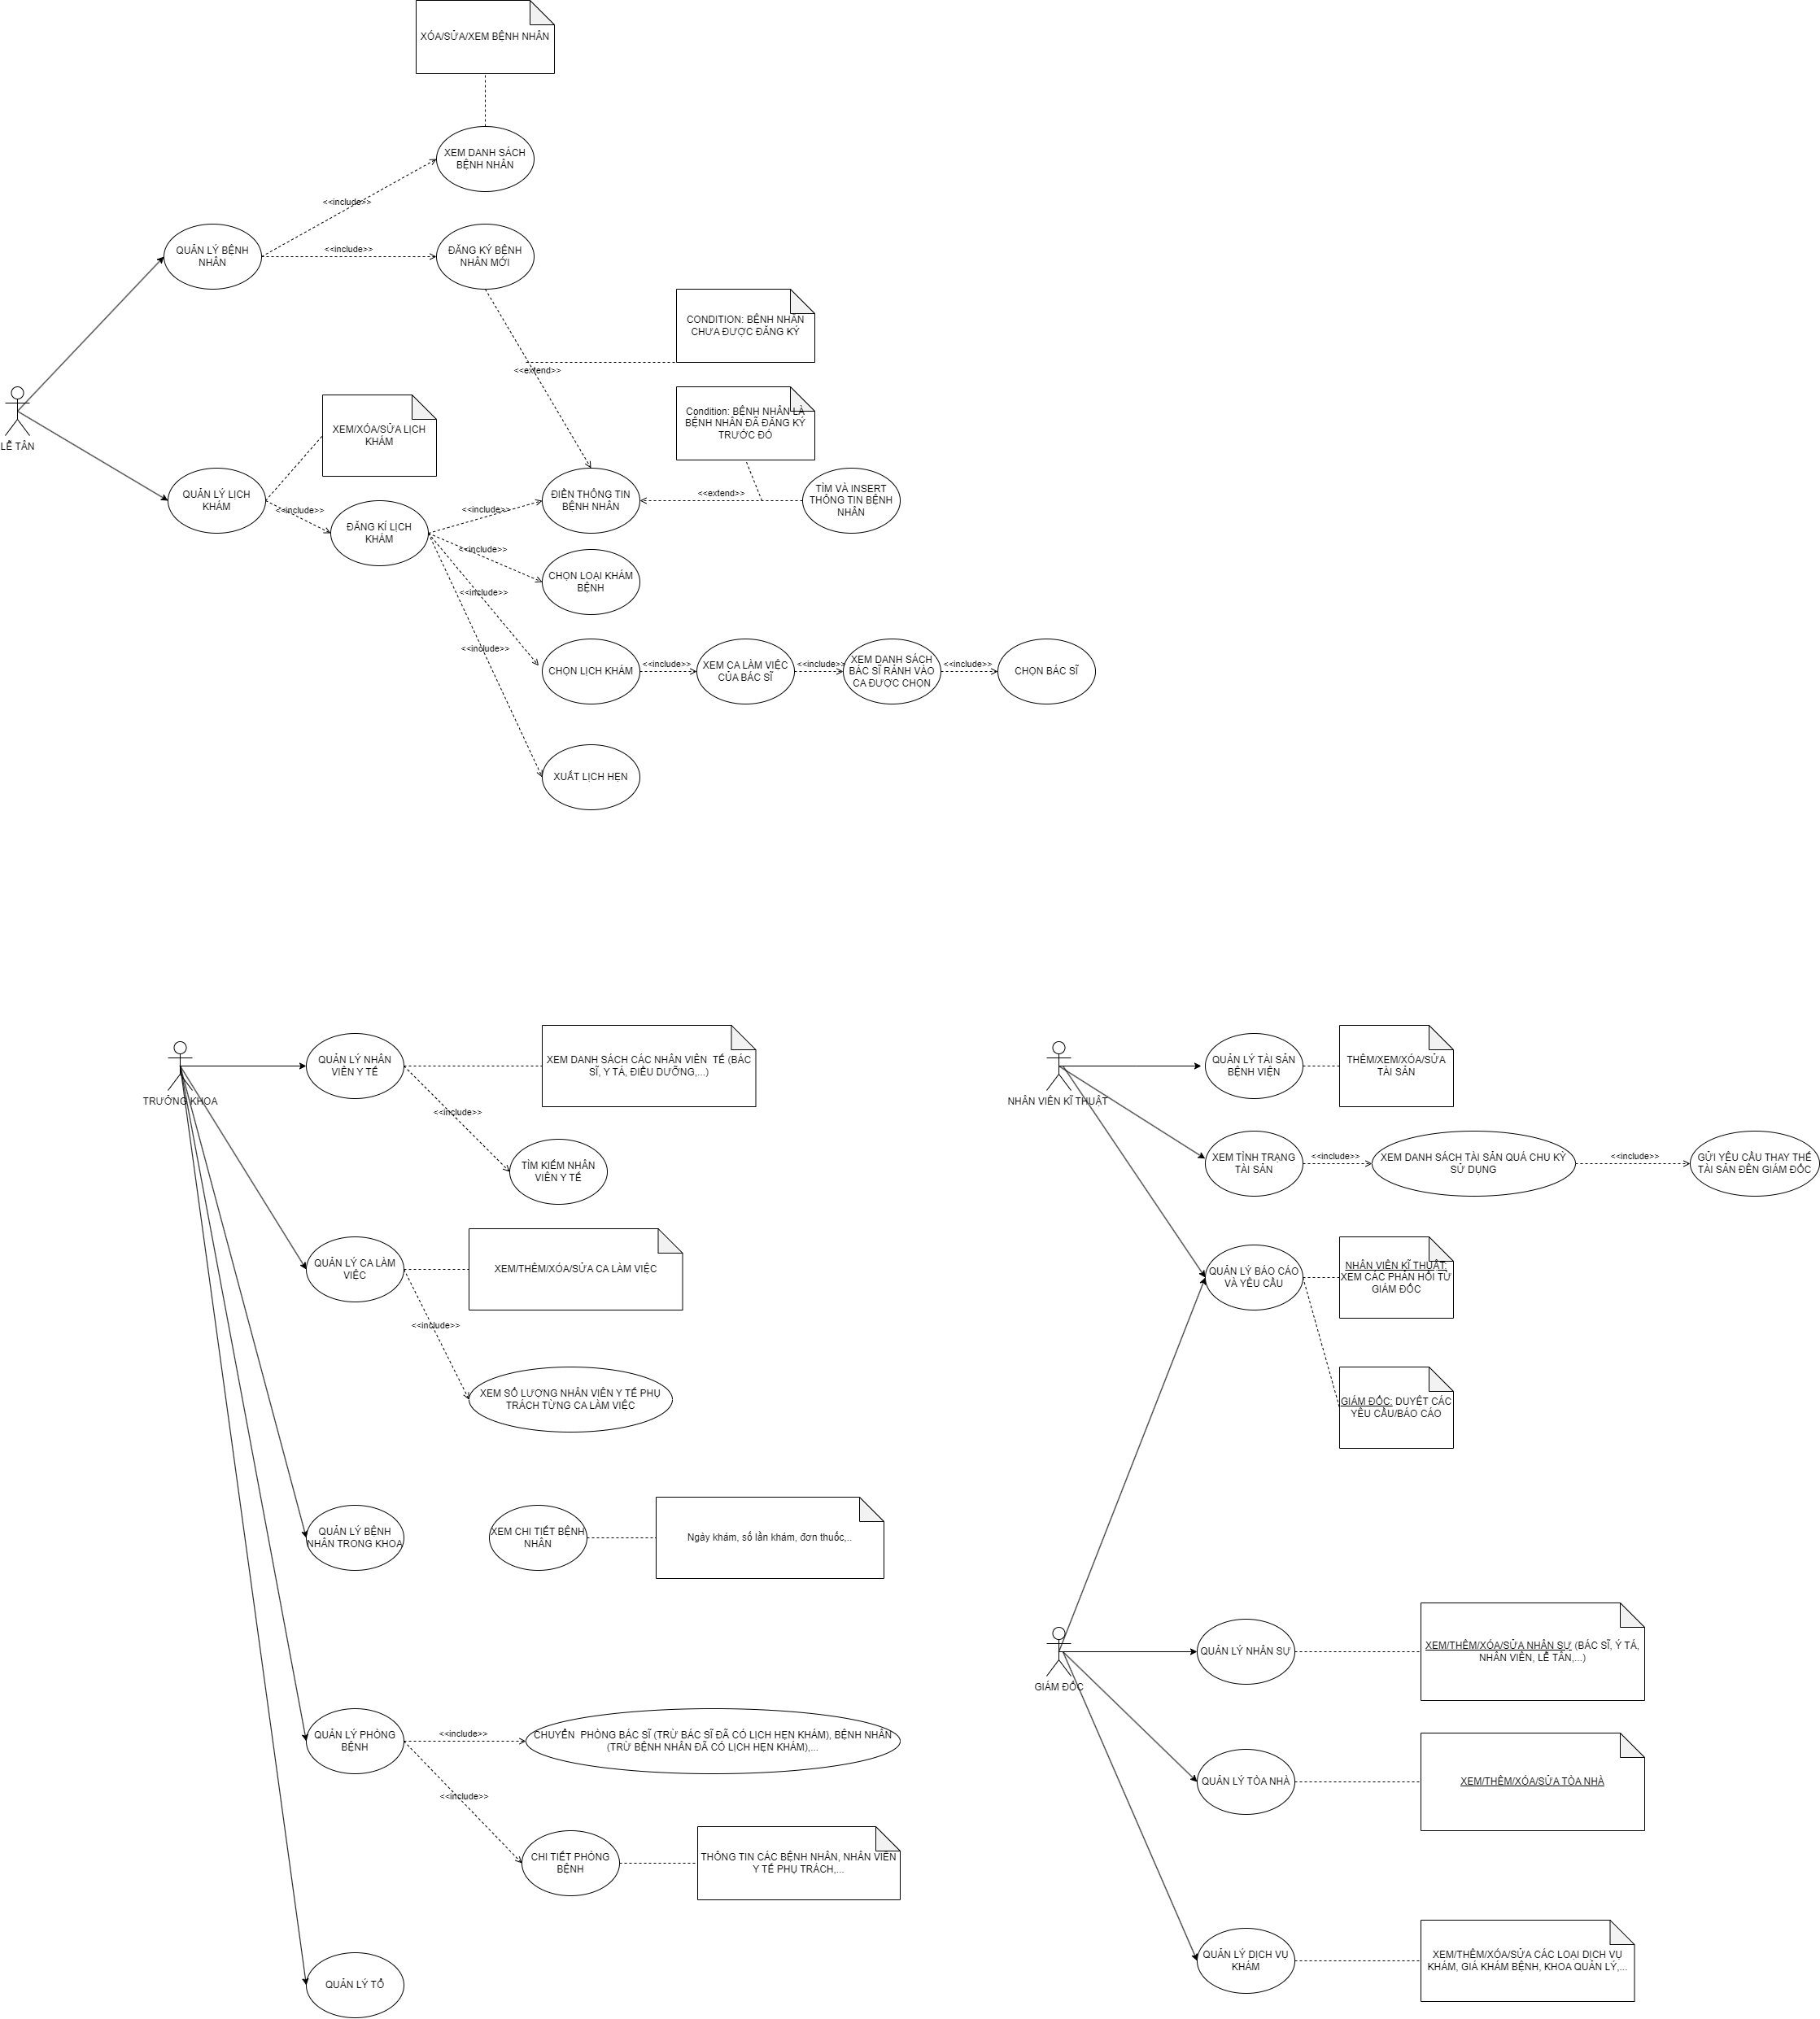 XÓA/SỬA/XEM BỆNH NHÂN
XEM DANH SÁCH
BỆNH NHÂN
<<include>>
QUẢN LÝ BỆNH
NHÂN
<<include>>
ĐĂNG KÝ BỆNH
NHÂN MỚI
CONDITION: BỆNH NHÂN
CHƯA ĐƯỢC ĐĂNG KÝ
<<extend>>
Condition: BỆNH NHÂN LÀ
BỆNH NHÂN ĐÃ ĐĂNG KÝ
TRƯỚC ĐÓ
LỄ TÂN
XEM/XÓA/SỬA LỊCH
KHÁM
QUẢN LÝ LỊCH
KHÁM
<<include>>
ĐĂNG KÍ LỊCH
KHÁM
<<include>>
ĐIỀN THÔNG TIN
BỆNH NHÂN
<<extend>>
TÌM VÀ INSERT
THÔNG TIN BỆNH
NHÂN
<<include>>
CHỌN LOẠI KHÁM
BỆNH
<<include>>
<<include>>
CHỌN LỊCH KHÁM
<<include>>
XEM CA LÀM VIỆC
CỦA BÁC SĨ
<<include>>
XEM DANH SÁCH
BÁC SĨ RẢNH VÀO
CA ĐƯỢC CHỌN
<<include>>
CHỌN BÁC SĨ
XUẤT LỊCH HẸN
TRƯỞNG KHOA
QUẢN LÝ NHÂN
VIÊN Y TẾ
XEM DANH SÁCH CÁC NHÂN VIÊN  TẾ (BÁC
SĨ, Y TÁ, ĐIỀU DƯỠNG,...)
<<include>>
TÌM KIẾM NHÂN
VIÊN Y TẾ
QUẢN LÝ CA LÀM
VIỆC
XEM/THÊM/XÓA/SỬA CA LÀM VIỆC
<<include>>
XEM SỐ LƯỢNG NHÂN VIÊN Y TẾ PHỤ
TRÁCH TỪNG CA LÀM VIỆC
QUẢN LÝ BỆNH
NHÂN TRONG KHOA
XEM CHI TIẾT BỆNH
NHÂN
Ngày khám, số lần khám, đơn thuốc,..
QUẢN LÝ PHÒNG
BỆNH
<<include>>
CHUYỂN  PHÒNG BÁC SĨ (TRỪ BÁC SĨ ĐÃ CÓ LỊCH HẸN KHÁM), BỆNH NHÂN
(TRỪ BỆNH NHÂN ĐÃ CÓ LỊCH HẸN KHÁM),...
<<include>>
CHI TIẾT PHÒNG
BỆNH
THÔNG TIN CÁC BỆNH NHÂN, NHÂN VIÊN
Y TẾ PHỤ TRÁCH,...
QUẢN LÝ TỔ
NHÂN VIÊN KĨ THUẬT
QUẢN LÝ TÀI SẢN
BỆNH VIỆN
THÊM/XEM/XÓA/SỬA
TÀI SẢN
XEM TÌNH TRẠNG
TÀI SẢN
<<include>>
XEM DANH SÁCH TÀI SẢN QUÁ CHU KỲ
SỬ DỤNG
<<include>>
GỬI YÊU CẦU THAY THẾ
TÀI SẢN ĐẾN GIÁM ĐỐC
QUẢN LÝ BÁO CÁO
VÀ YÊU CẦU
NHÂN VIÊN KĨ THUẬT:
XEM CÁC PHẢN HỒI TỪ
GIÁM ĐỐC
GIÁM ĐỐC: DUYỆT CÁC
YÊU CẦU/BÁO CÁO
GIÁM ĐỐC
QUẢN LÝ NHÂN SỰ
XEM/THÊM/XÓA/SỬA NHÂN SỰ (BÁC SĨ, Ý TÁ,
NHÂN VIÊN, LỄ TÂN,...)
QUẢN LÝ TÒA NHÀ
XEM/THÊM/XÓA/SỬA TÒA NHÀ
QUẢN LÝ DỊCH VỤ
KHÁM
XEM/THÊM/XÓA/SỬA CÁC LOẠI DỊCH VỤ
KHÁM, GIÁ KHÁM BỆNH, KHOA QUẢN LÝ,...